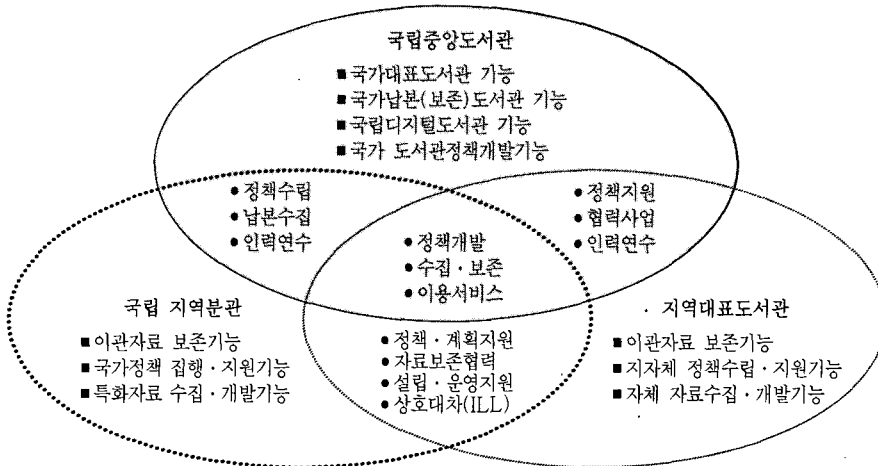 국립중앙도서관
■ 국가대표도서관 기능
■ 국가납본(보존)도서관 기능
■ 국립디지털도서관 기능
■ 국가 도서관정책개발기능
● 정책수립
● 납본수집
● 인력연수
● 정책지원
● 협력사업
● 인력연수
● 정책개발
● 수집·보존
● 이용서비스
국립 지역분관
■ 이관자료 보존기능
■ 국가정책 집행·지원기능
■ 특화자료 수집·개발기능
● 정책·계획지원
● 자료보존협력
● 설립·운영지원
● 상호대차(ILL)
지역대표도서관
■ 이관자료 보존기능
■ 지자체 정책수립·지원기능
■ 자체 자료수집·개발기능